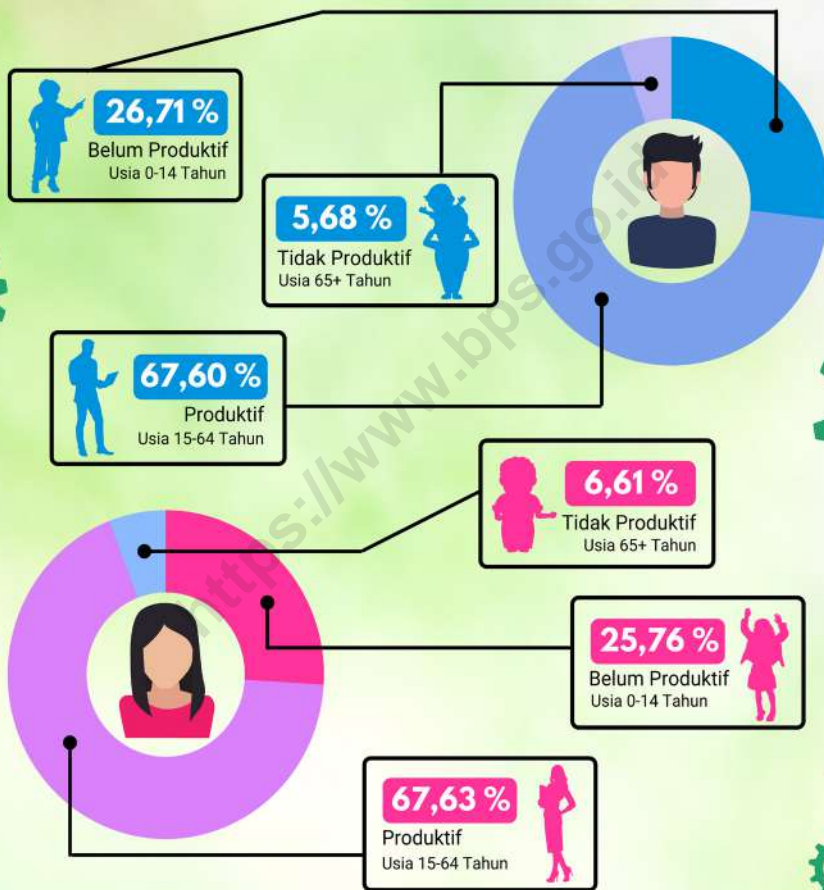 26,71 %
Belum Produktif
Usia 0-14 Tahun
5,68 %
Tidak Produktif
Usia 65+ Tahun
67,60 %
Produktif
Usia 15-64 Tahun
6,61 %
Tidak Produktif
Usia 65+ Tahun
25,76 %
Belum Produktif
Usia 0-14 Tahun
67,63 %
Produktif
Usia 15-64 Tahun
https://www.bps.go.id